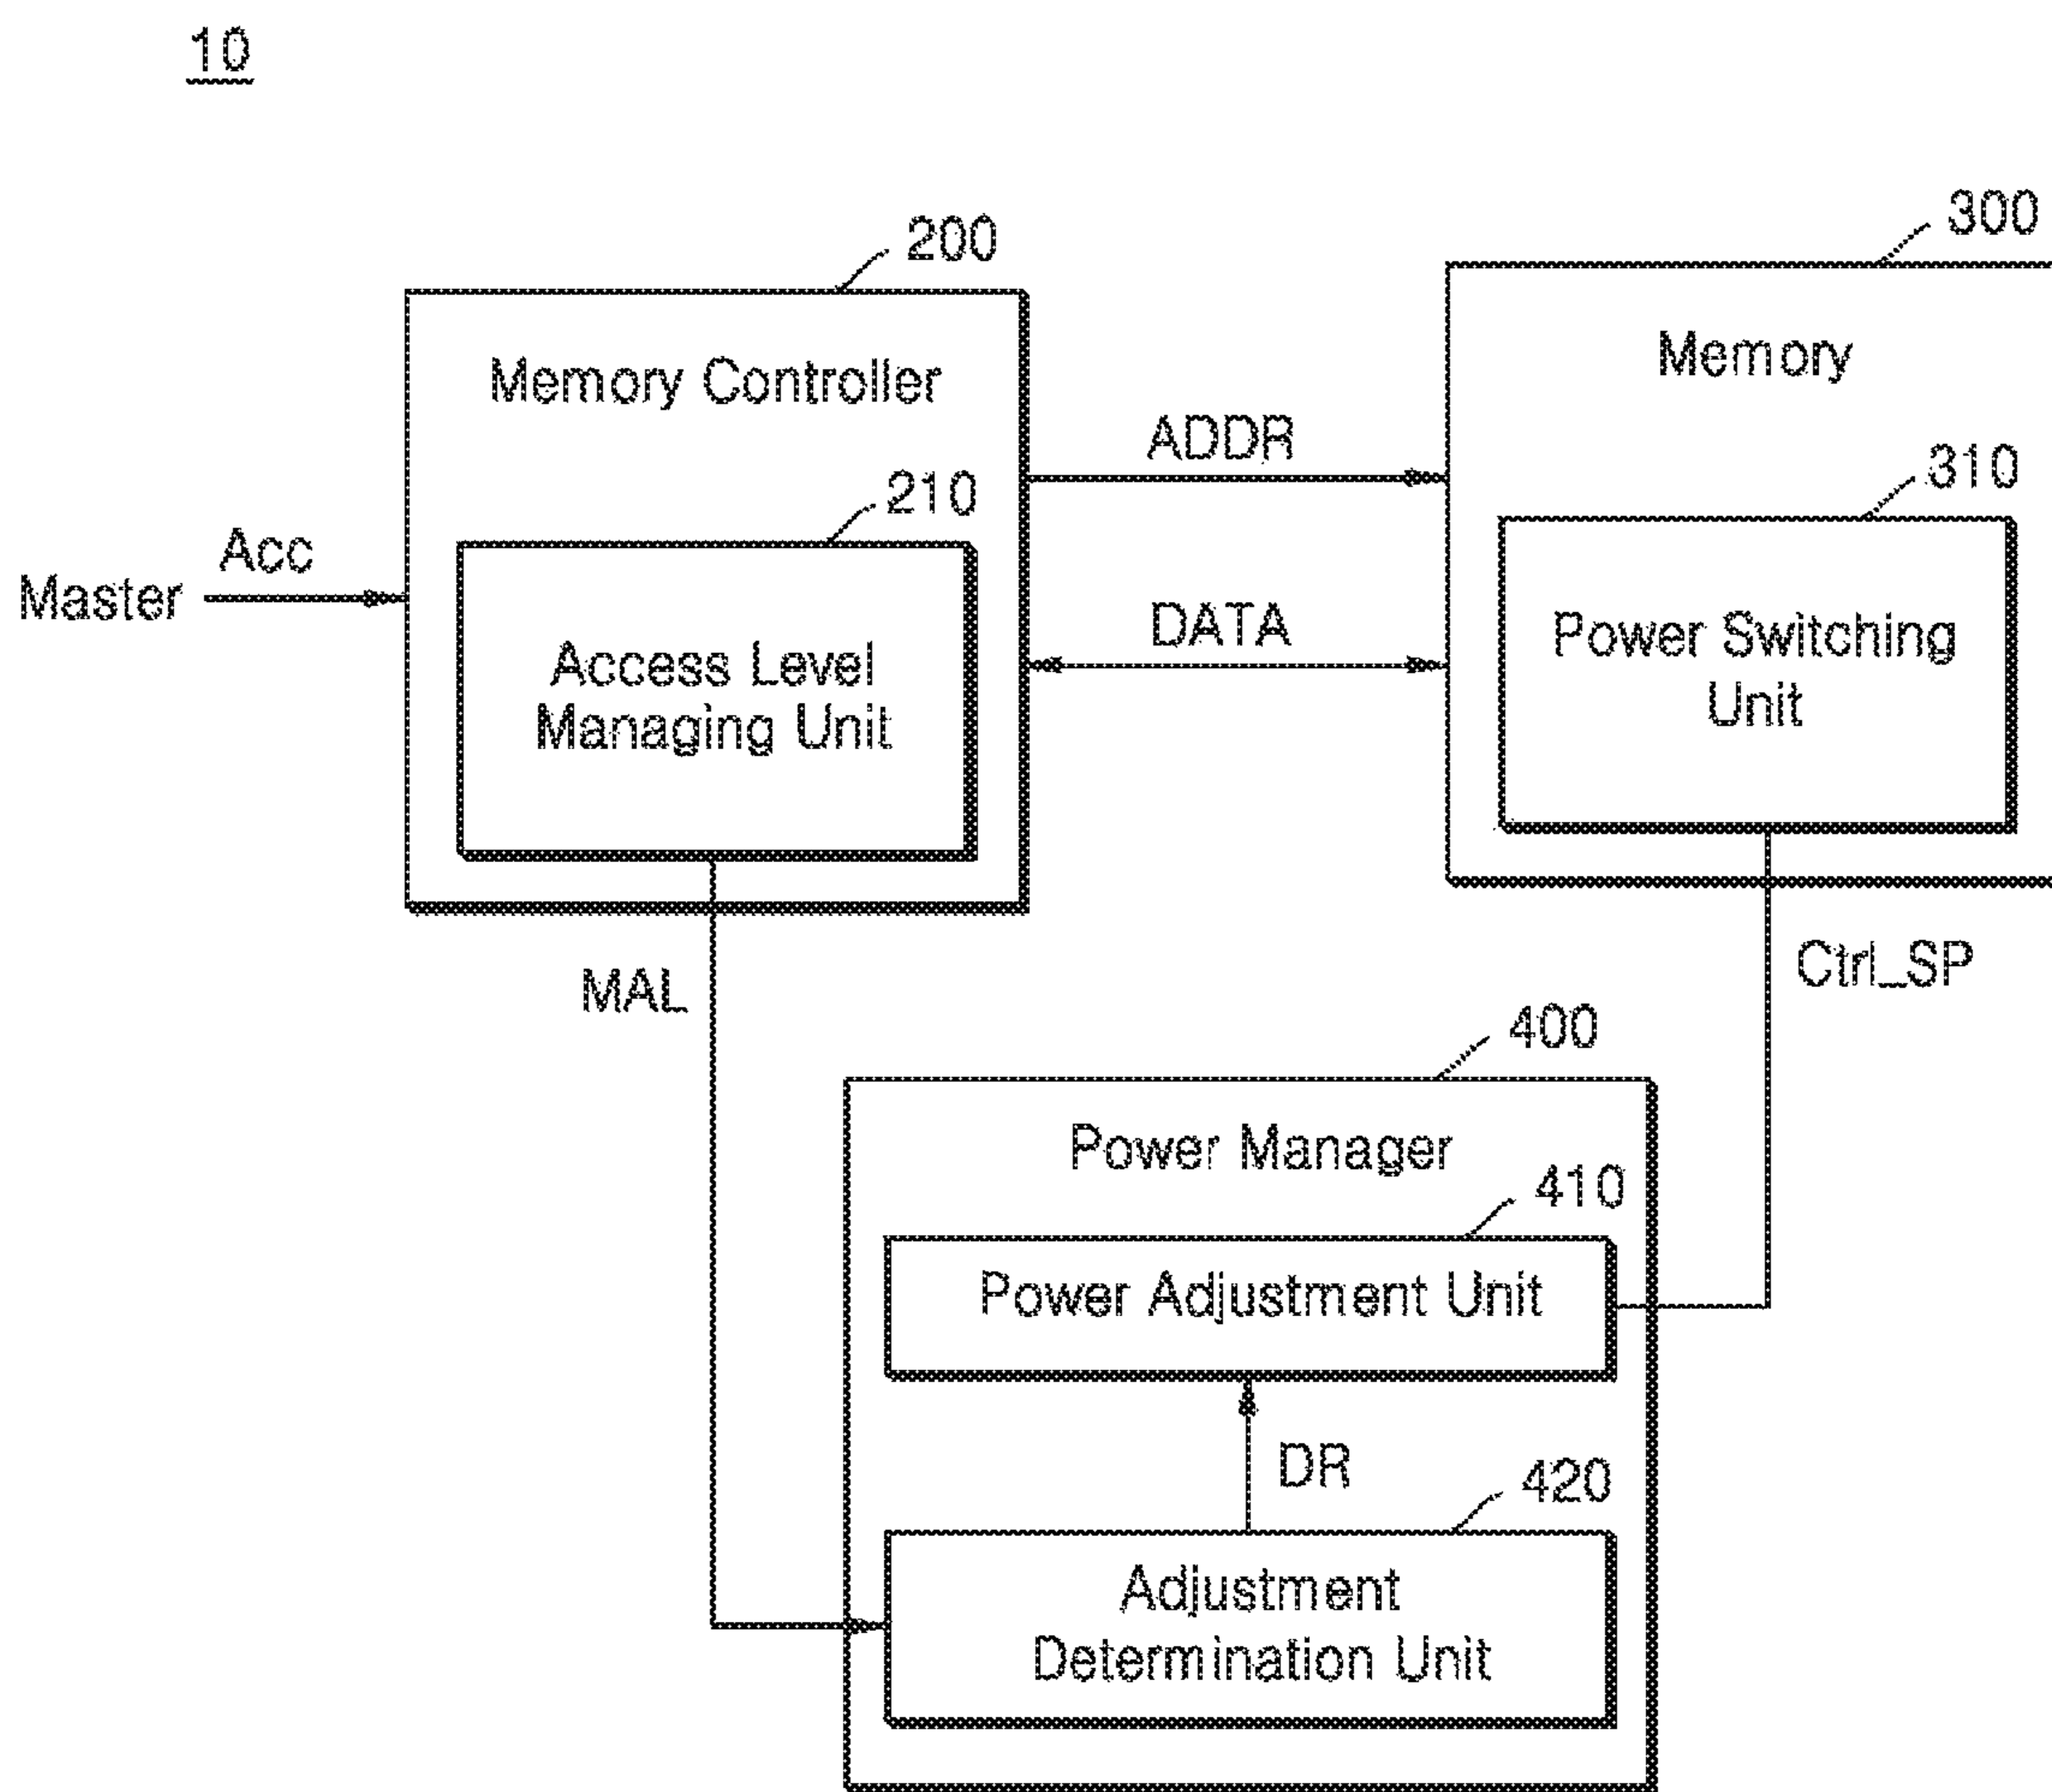 10
200
300
Memory Controller
Memory
ADDR
210
310
Acc
Master
DATA
Access Level
Managing Unit
Power Switching
Unit
MAL
Ctrl_SP
400
Power Manager
410
Power Adjustment Unit
DR
420
Adjustment
Determination Unit